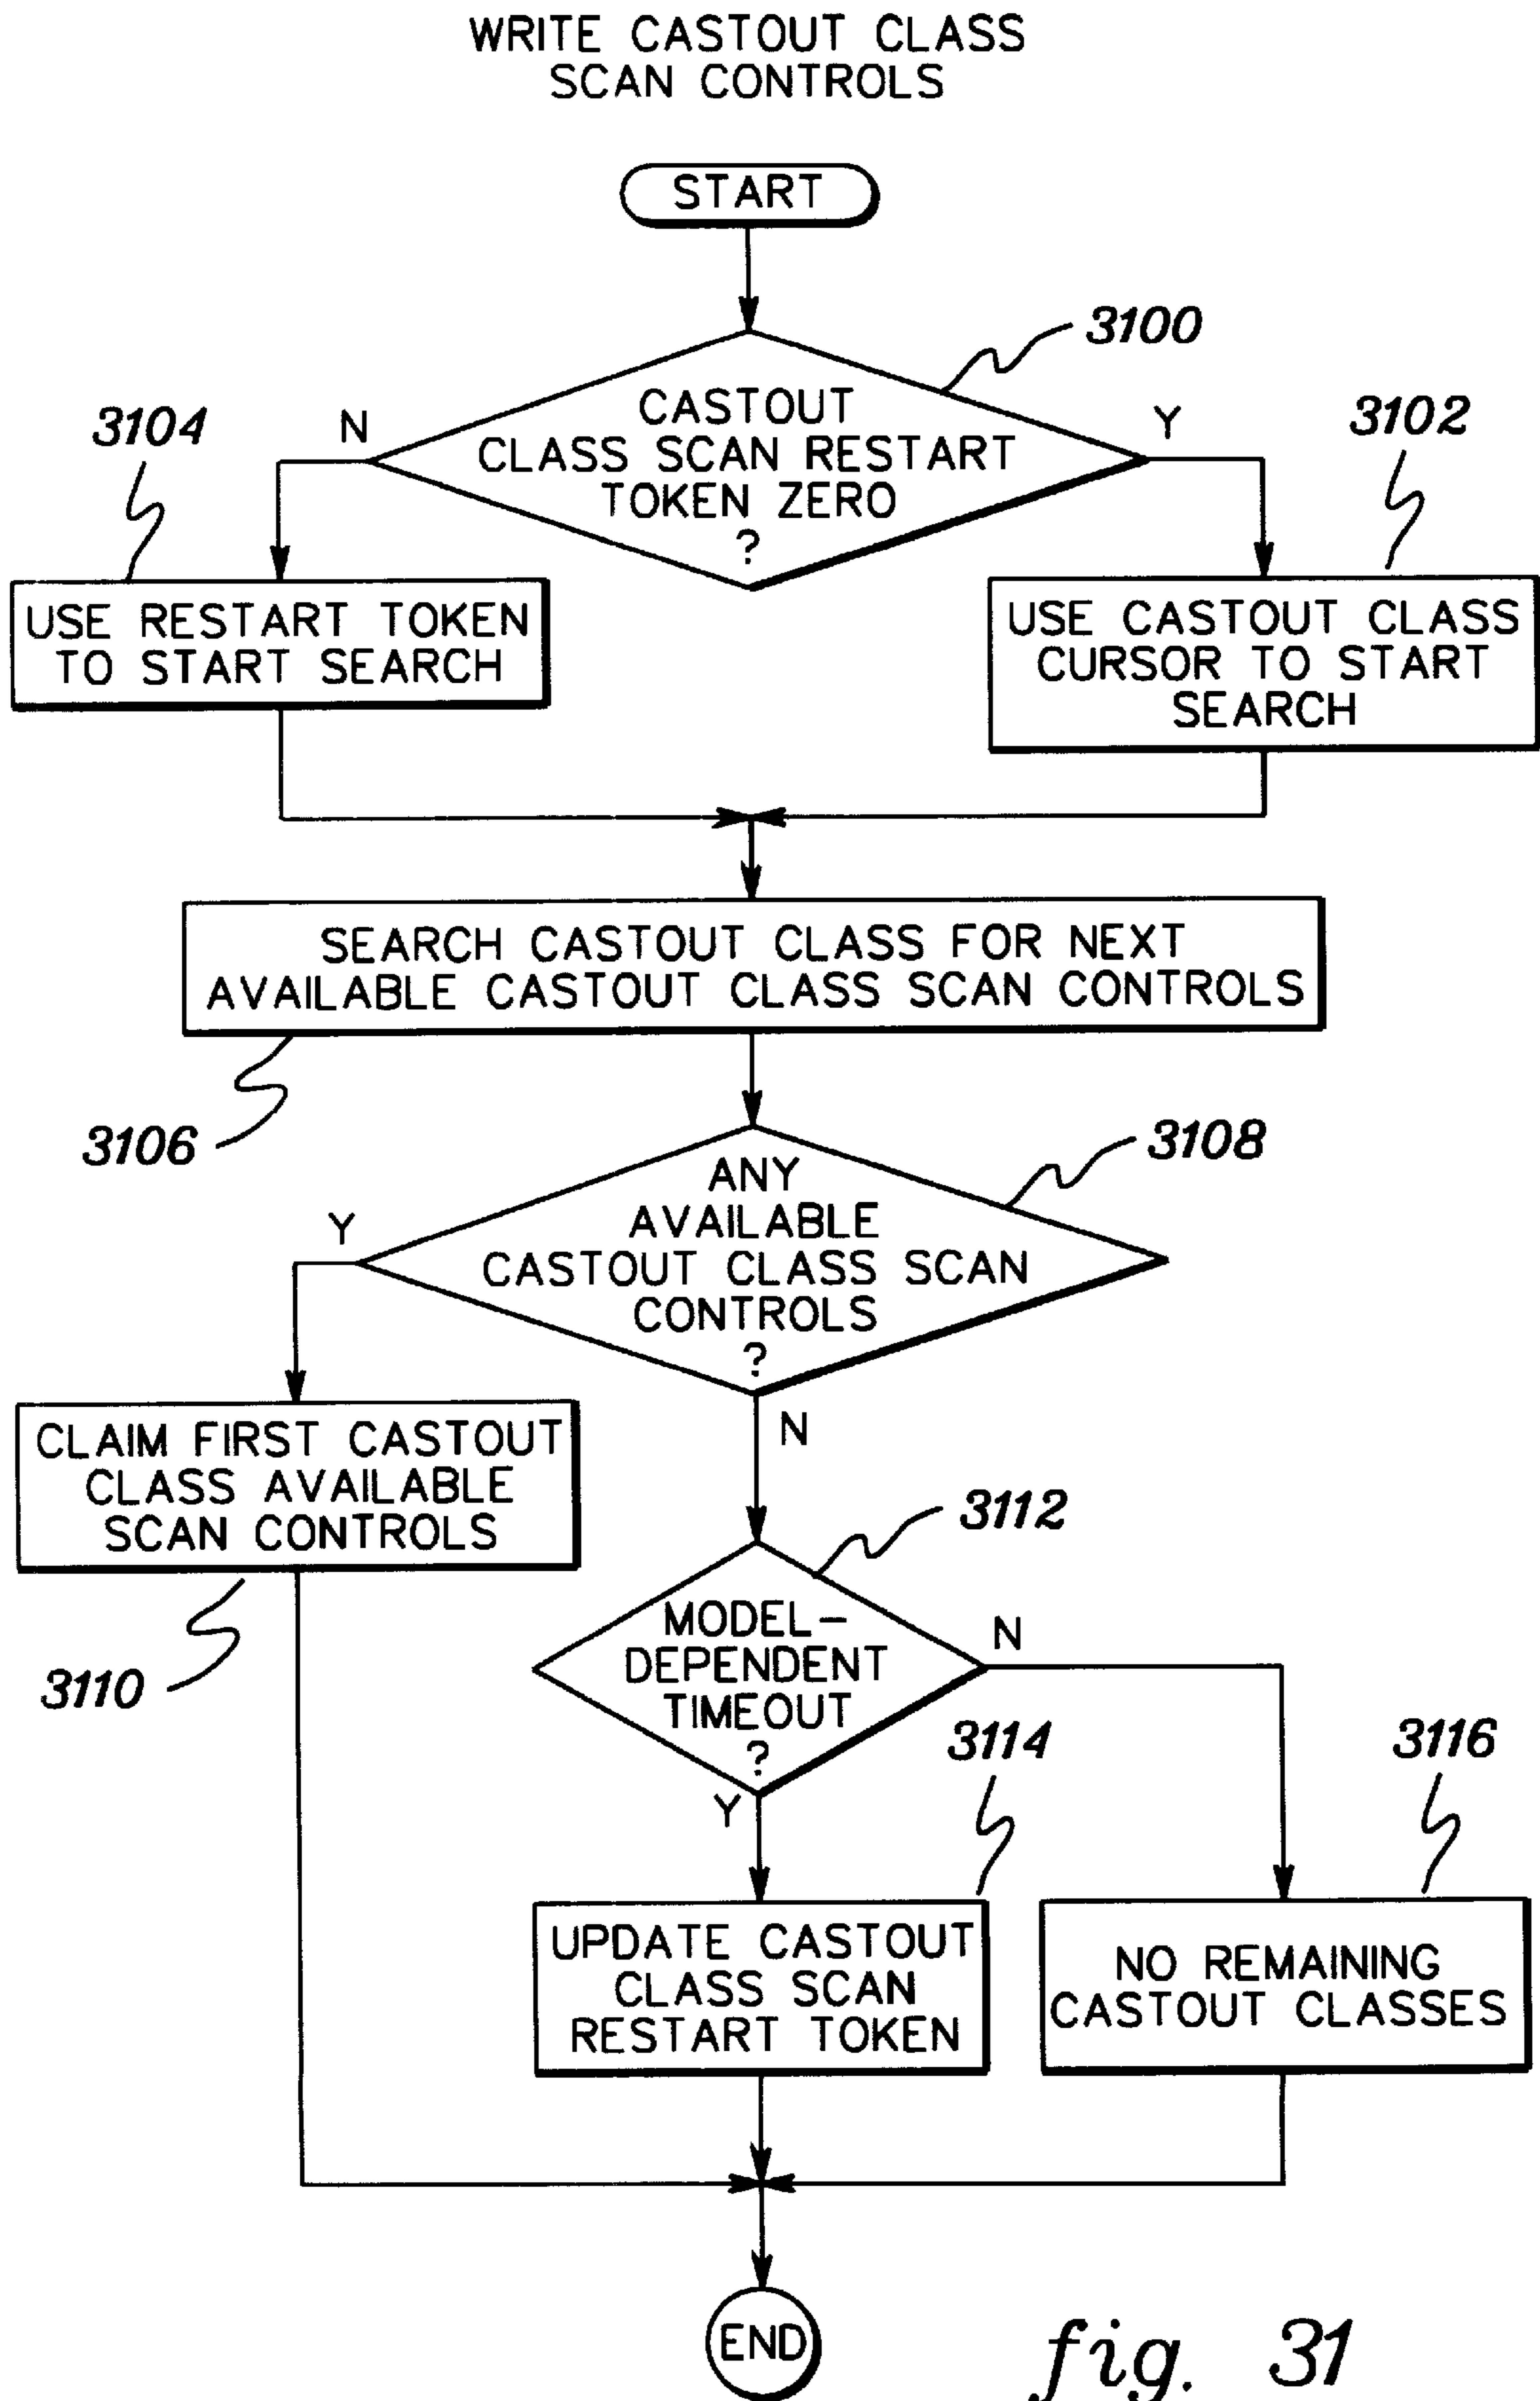 WRITE CASTOUT CLASS
SCAN CONTROLS
START
3100
CASTOUT
CLASS SCAN RESTART
TOKEN ZERO
?
N
Y
3104
3102
USE RESTART TOKEN
TO START SEARCH
USE CASTOUT CLASS
CURSOR TO START
SEARCH
SEARCH CASTOUT CLASS FOR NEXT
AVAILABLE CASTOUT CLASS SCAN CONTROLS
3106
3108
ANY
AVAILABLE
CASTOUT CLASS SCAN
CONTROLS
?
Y
N
CLAIM FIRST CASTOUT
CLASS AVAILABLE
SCAN CONTROLS
3110
3112
MODEL-
DEPENDENT
TIMEOUT
?
N
Y
3114
3116
UPDATE CASTOUT
CLASS SCAN
RESTART TOKEN
NO REMAINING
CASTOUT CLASSES
END
fig. 31